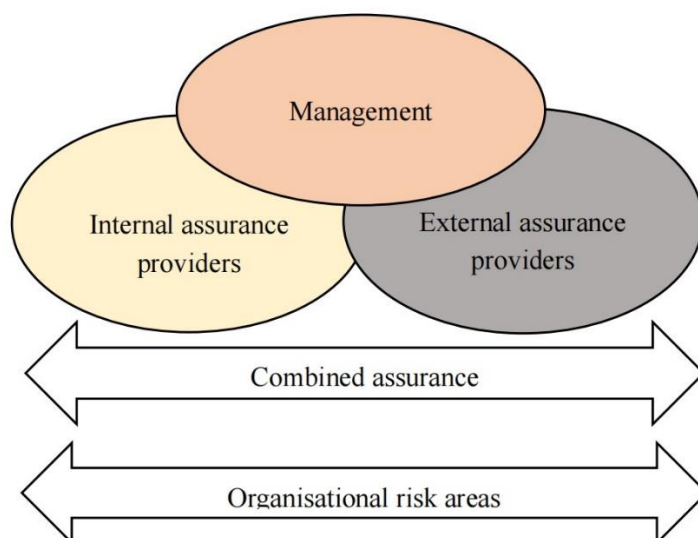 Management
Internal assurance
providers
External assurance
providers
Combined assurance
Organisational risk areas